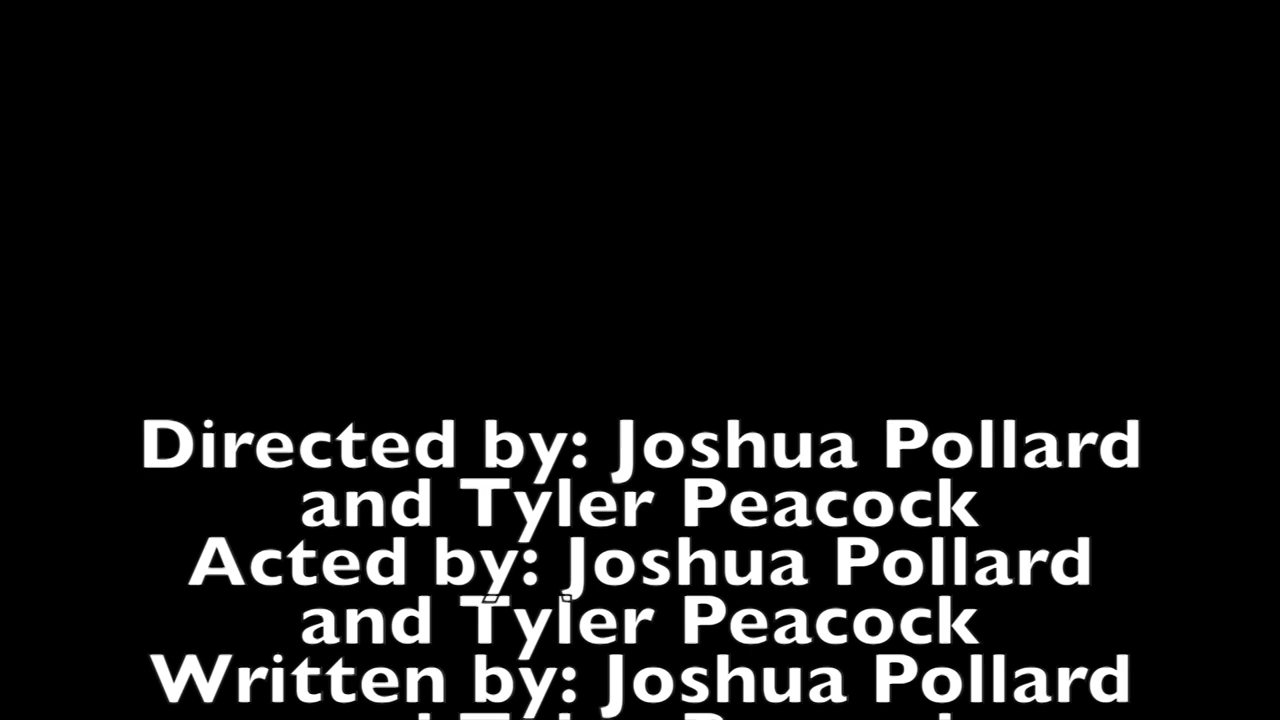 Directed by: Joshua Pollard
and Tyler Peacock
Acted by: Joshua Pollard
and Tyler Peacock
Written by: Joshua Pollard